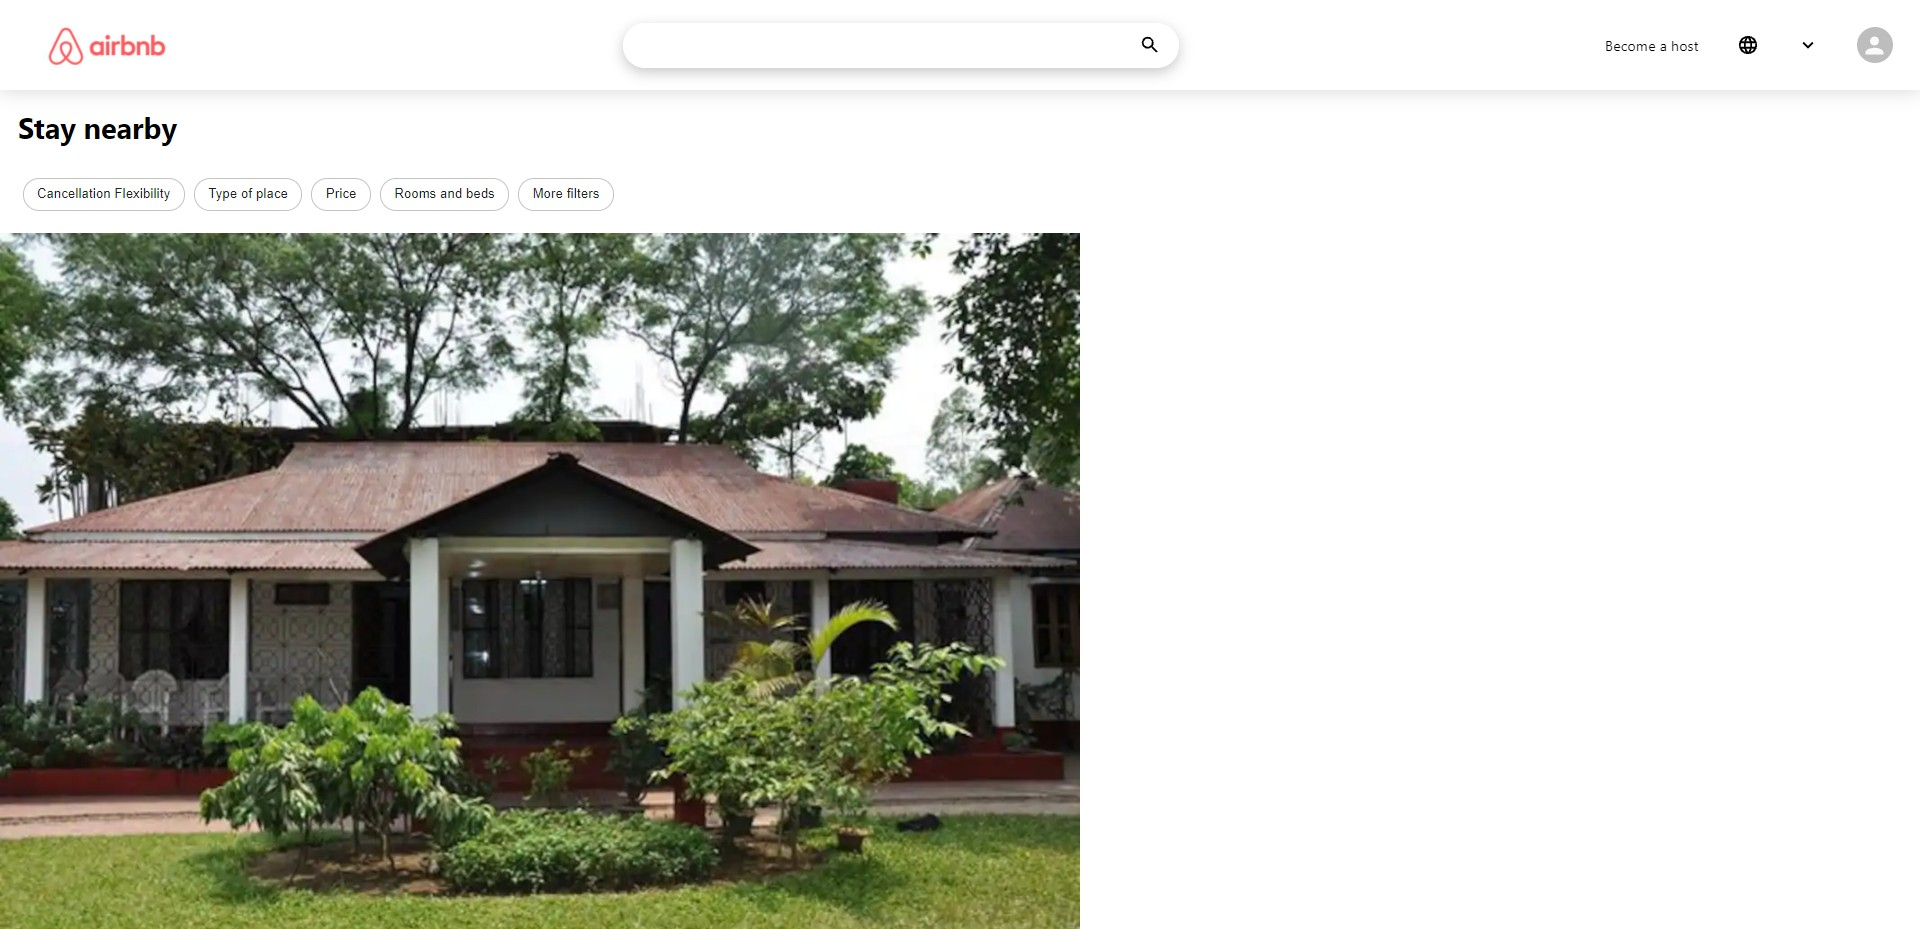 airbnb
Become a host
Stay nearby
Cancellation Flexibility
Type of place
Price
Rooms and beds
More filters